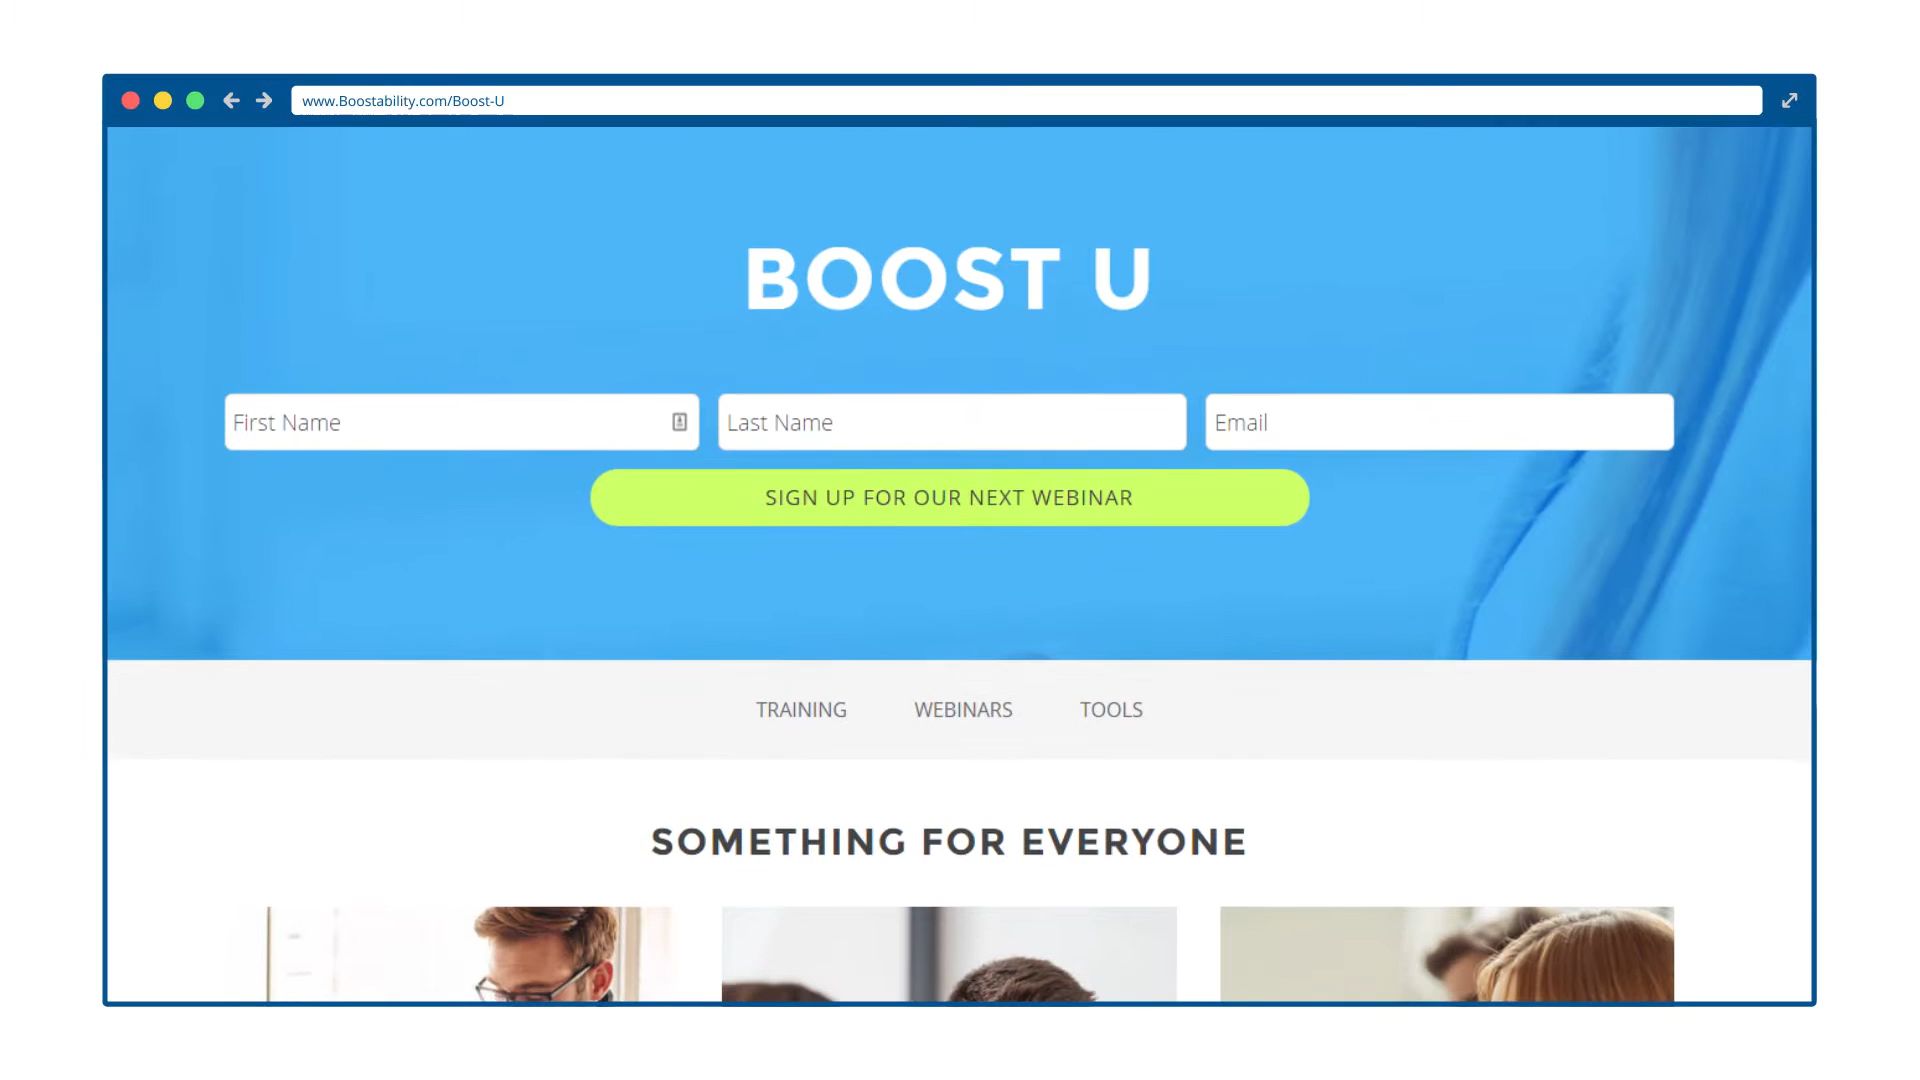 www.Boostability.com/Boost-U
BOOST U
First Name
Last Name
Email
SIGN UP FOR OUR NEXT WEBINAR
TRAINING WEBINARS TOOLS
SOMETHING FOR EVERYONE